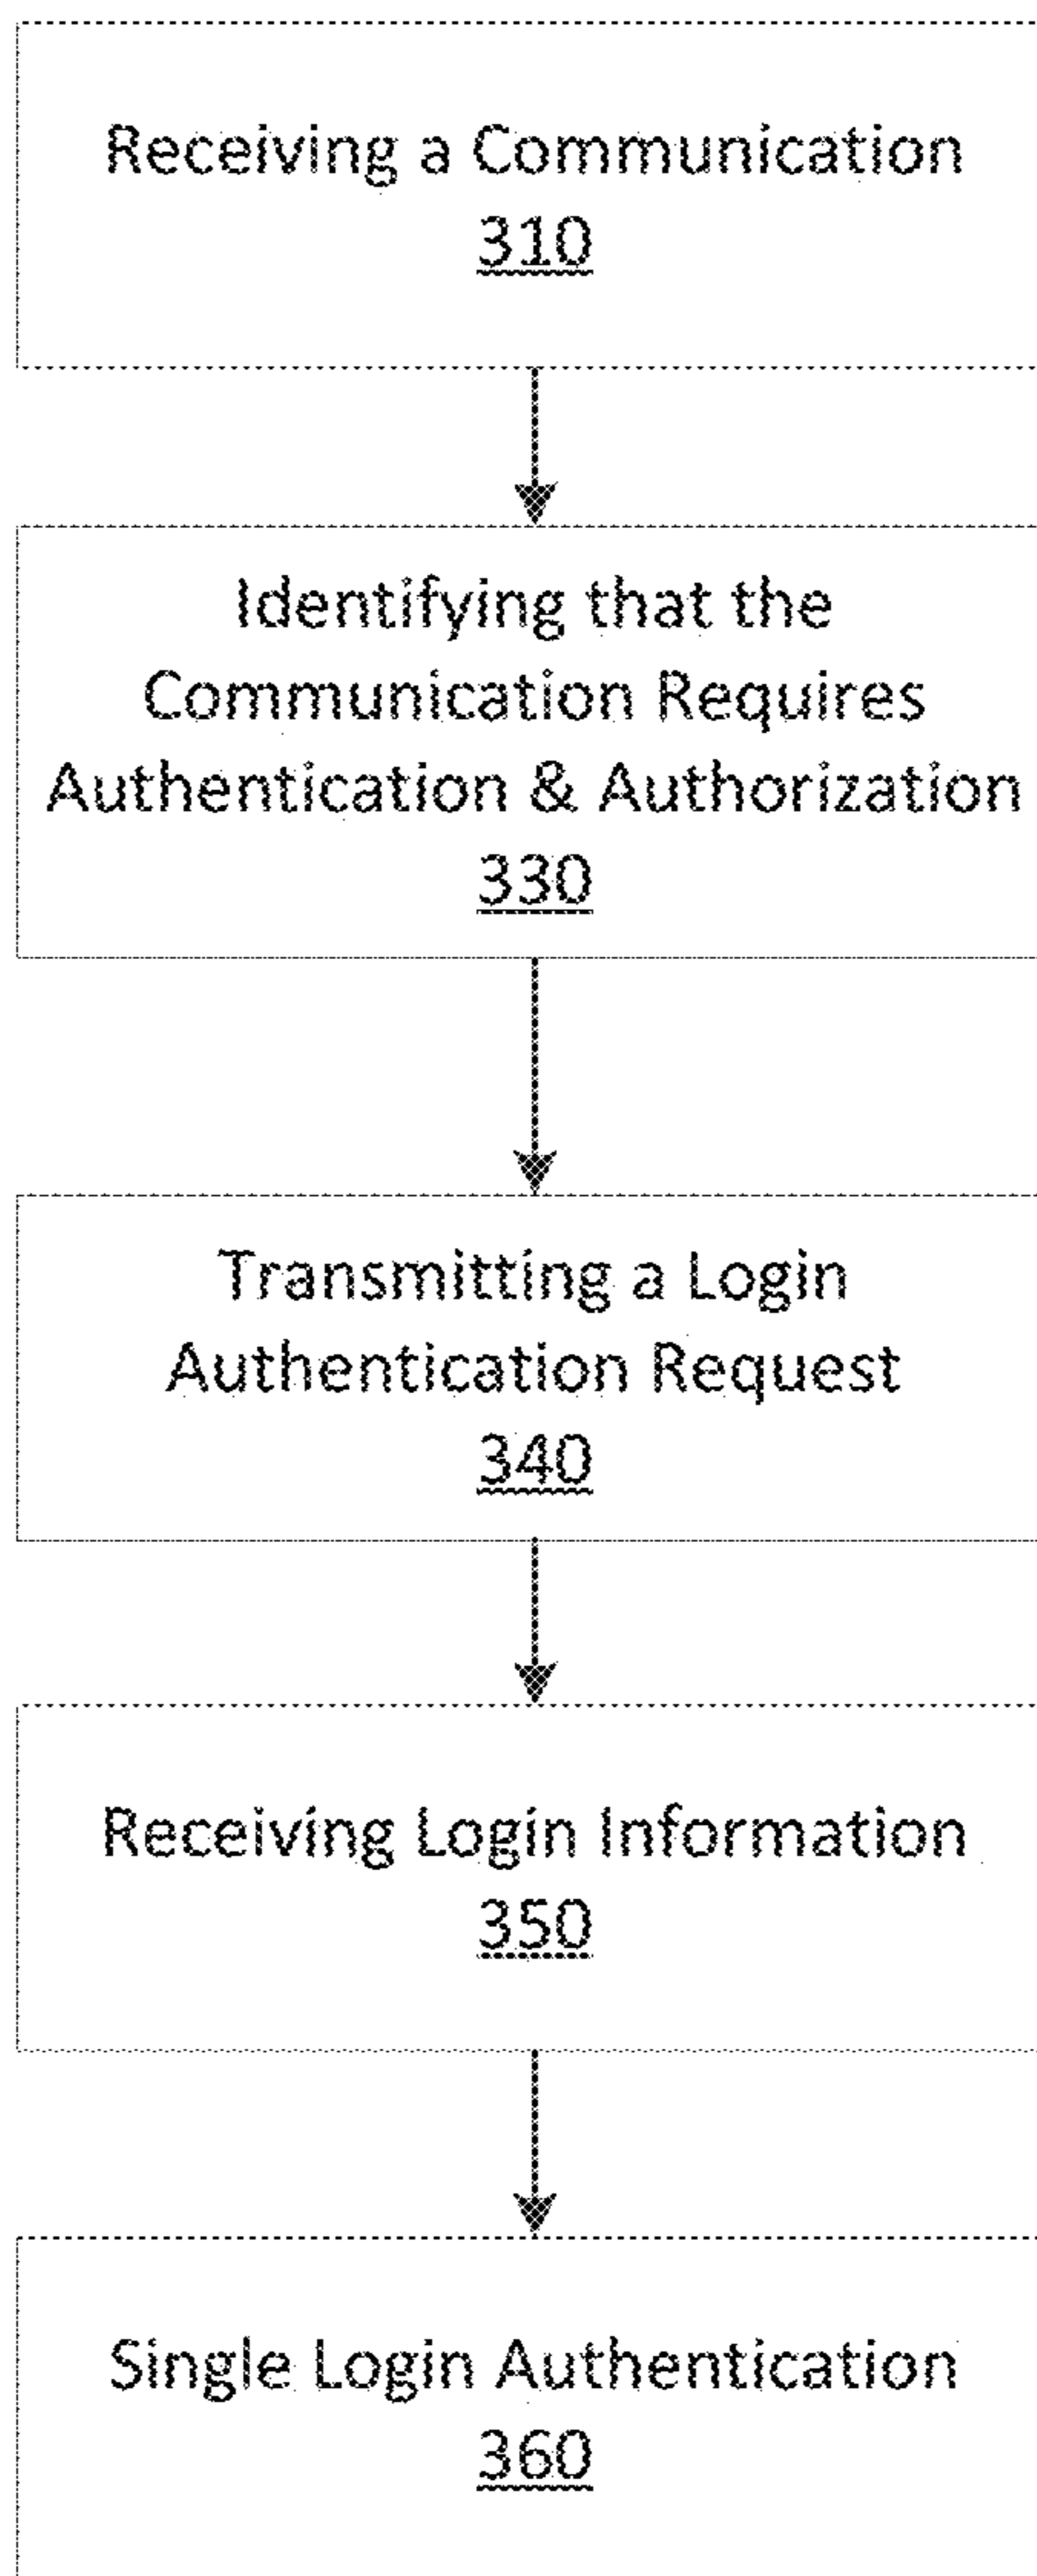 Receiving a Communication
310
Identifying that the
Communication Requires
Authentication & Authorization
330
Transmitting a Login
Authentication Request
340
Receiving Login Information
350
Single Login Authentication
360